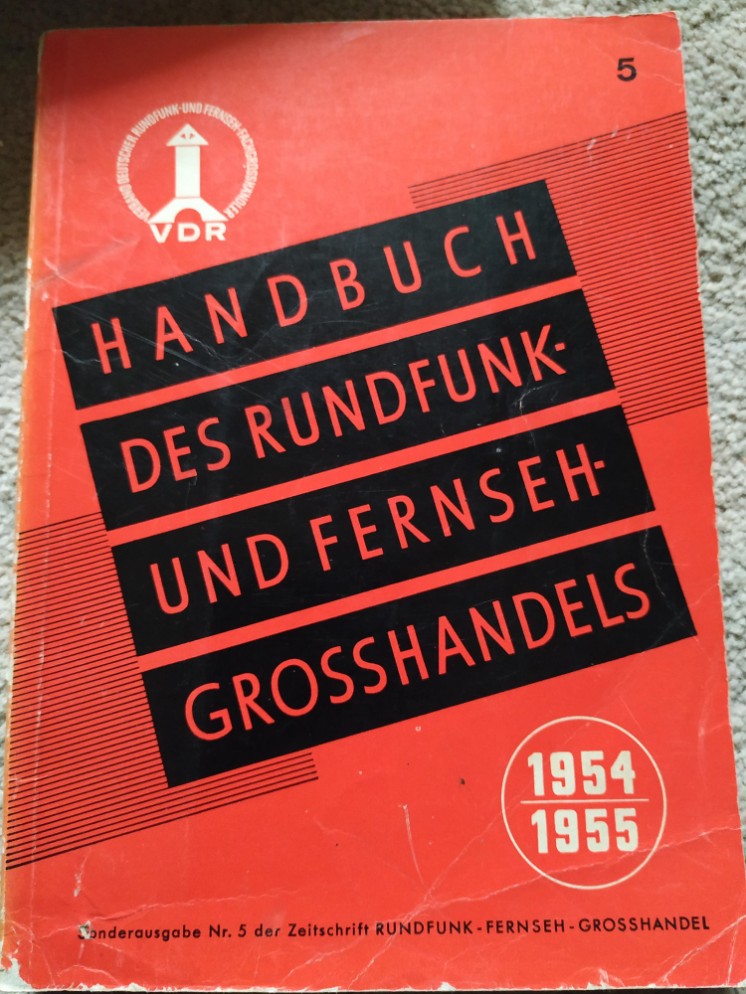 5
VERBAND DEUTSCHER RUNDFUNK-UND FERNSEH-FACHGROSSHÄNDLER
VDR
HANDBUCH
DES RUNDFUNK-
UND FERNSEH-
GROSSHANDELS
1954
1955
Sonderausgabe Nr. 5 der Zeitschrift RUNDFUNK-FERNSEH-GROSSHANDEL